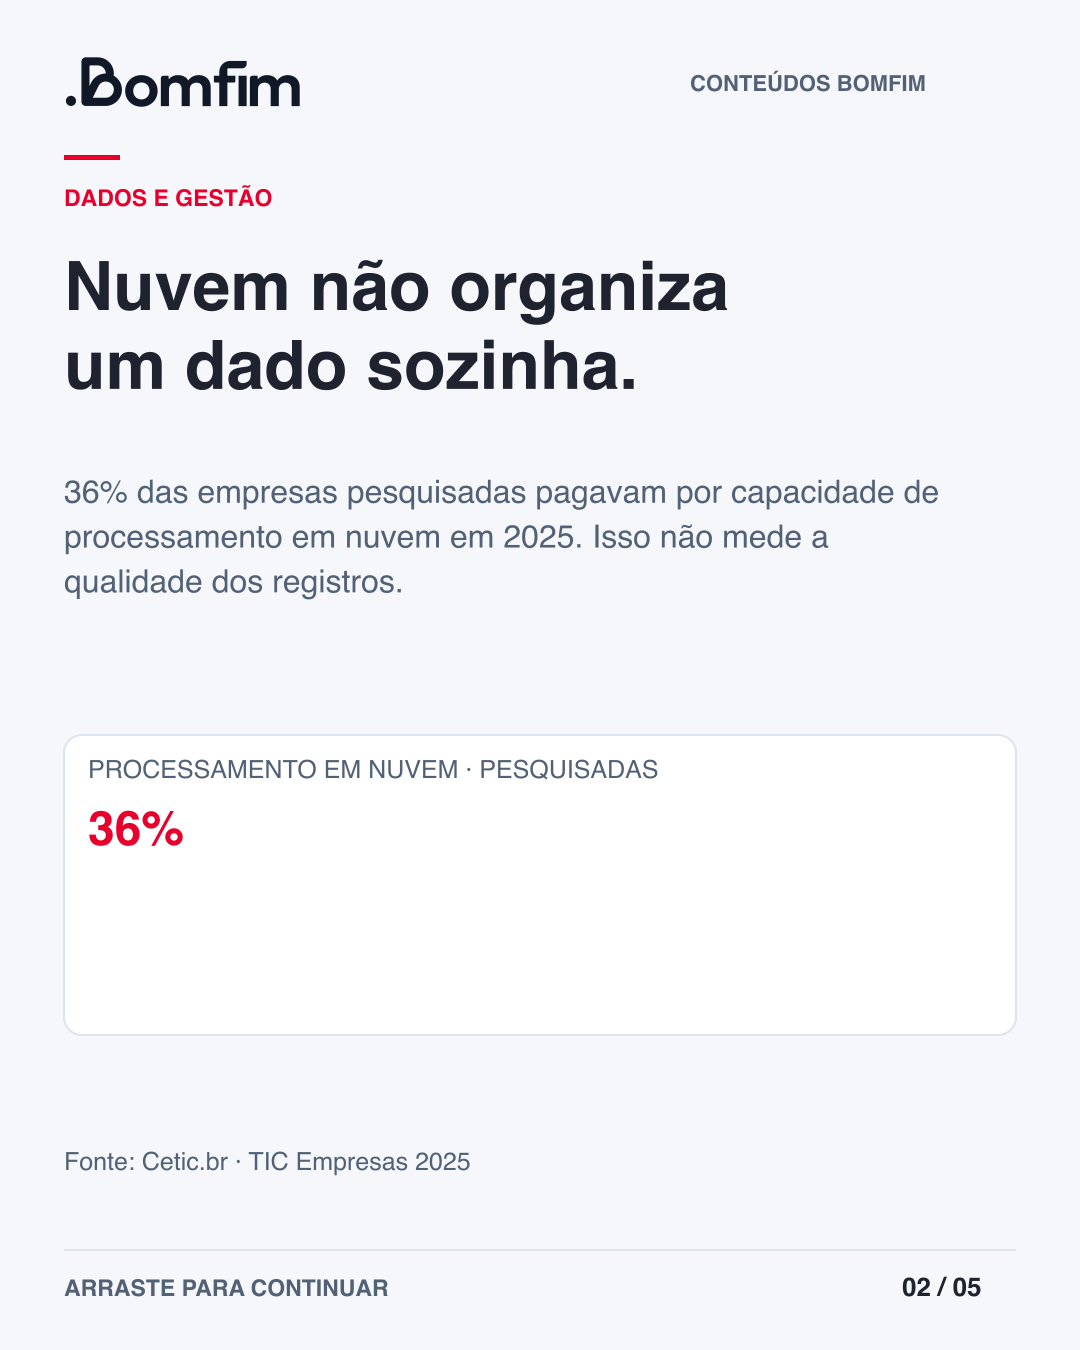 .Bomfim
CONTEÚDOS BOMFIM
DADOS E GESTÃO
Nuvem não organiza
um dado sozinha.
36% das empresas pesquisadas pagavam por capacidade de
processamento em nuvem em 2025. Isso não mede a
qualidade dos registros.
PROCESSAMENTO EM NUVEM · PESQUISADAS
36%
Fonte: Cetic.br · TIC Empresas 2025
ARRASTE PARA CONTINUAR
02 / 05